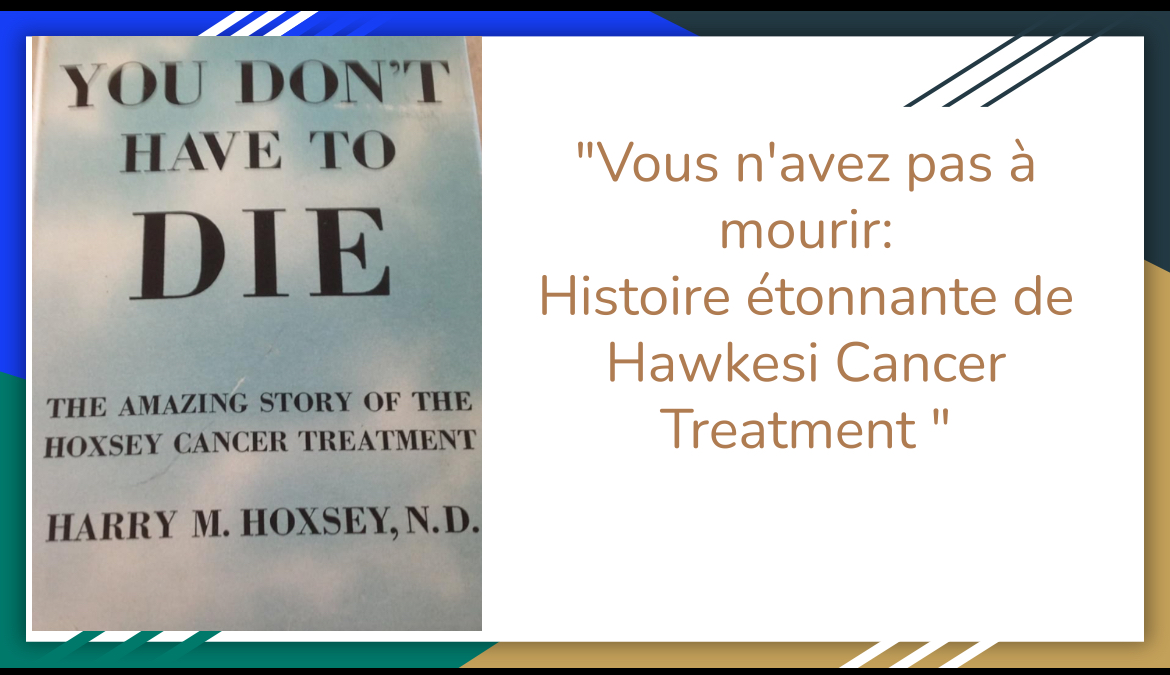 YOU DON'T
HAVE TO
DIE
THE AMAZING STORY OF THE
HOXSEY CANCER TREATMENT
HARRY M. HOXSEY, N.D.
"Vous n'avez pas à
mourir:
Histoire étonnante de
Hawkesi Cancer
Treatment "